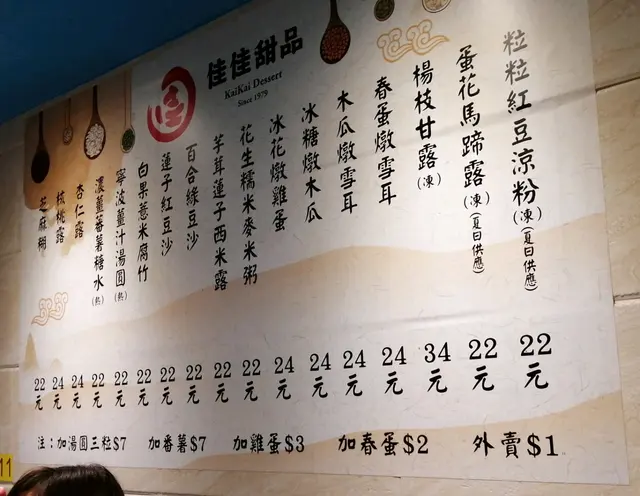 佳佳甜品
KaiKai Dessert
Since 1979
粒粒紅豆涼粉(凍)(夏日供應) 22元
蛋花馬蹄露(凍)(夏日供應) 22元
楊枝甘露(凍) 34元
春蛋燉雪耳 24元
木瓜燉雪耳 24元
冰糖燉木瓜 24元
冰花燉雞蛋 24元
花生糯米麥米粥 22元
芋茸蓮子西米露 22元
百合綠豆沙 22元
蓮子紅豆沙 22元
白果薏米腐竹 22元
寧波薑汁湯圓(熱) 22元
濃薑蕃薯糖水(熱) 22元
杏仁露 24元
核桃露 24元
芝麻糊 22元
注：加湯圓三粒$7 加番薯$7 加雞蛋$3 加春蛋$2 外賣$1
11